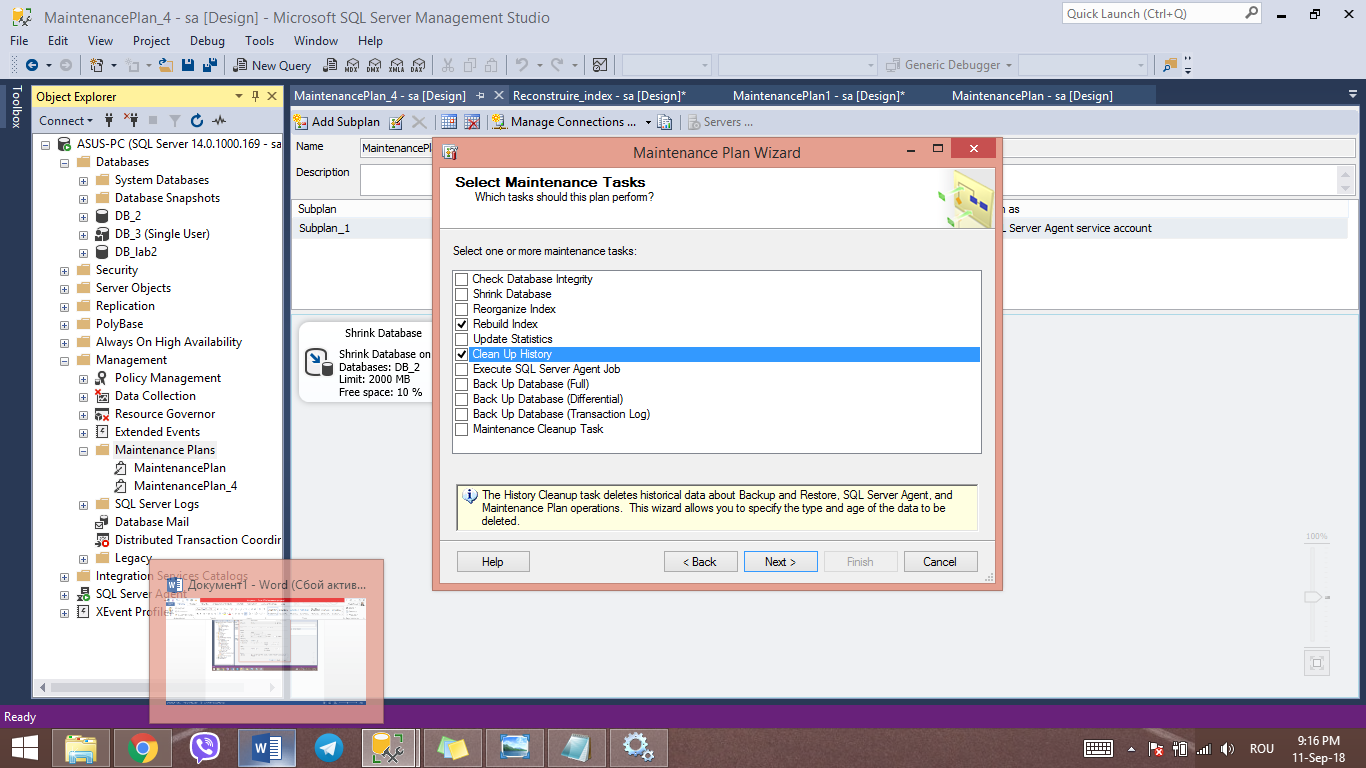 MaintenancePlan_4 - sa [Design] - Microsoft SQL Server Management Studio
Quick Launch (Ctrl+Q)
File Edit View Project Debug Tools Window Help
New Query
MDX DMX XMLA DAX
Generic Debugger
Toolbox
Object Explorer
Connect
ASUS-PC (SQL Server 14.0.1000.169 - sa
Databases
System Databases
Database Snapshots
DB_2
DB_3 (Single User)
DB_lab2
Security
Server Objects
Replication
PolyBase
Always On High Availability
Management
Policy Management
Data Collection
Resource Governor
Extended Events
Maintenance Plans
MaintenancePlan
MaintenancePlan_4
SQL Server Logs
Database Mail
Distributed Transaction Coordin
Legacy
Integration Services Catalogs
SQL Server Agent
XEvent Profiler
MaintenancePlan_4 - sa [Design] Reconstruire_index - sa [Design]* MaintenancePlan1 - sa [Design]* MaintenancePlan - sa [Design]
Add Subplan Manage Connections ... Servers ...
Name MaintenancePl
Description
Subplan n as
Subplan_1 L Server Agent service account
Shrink Database
Shrink Database on
Databases: DB_2
Limit: 2000 MB
Free space: 10 %
100%
Maintenance Plan Wizard
Select Maintenance Tasks
Which tasks should this plan perform?
Select one or more maintenance tasks:
Check Database Integrity
Shrink Database
Reorganize Index
Rebuild Index
Update Statistics
Clean Up History
Execute SQL Server Agent Job
Back Up Database (Full)
Back Up Database (Differential)
Back Up Database (Transaction Log)
Maintenance Cleanup Task
The History Cleanup task deletes historical data about Backup and Restore, SQL Server Agent, and
Maintenance Plan operations. This wizard allows you to specify the type and age of the data to be
deleted.
Help < Back Next > Finish Cancel
Документ1 - Word (Сбой актив...
Ready
ROU
9:16 PM
11-Sep-18